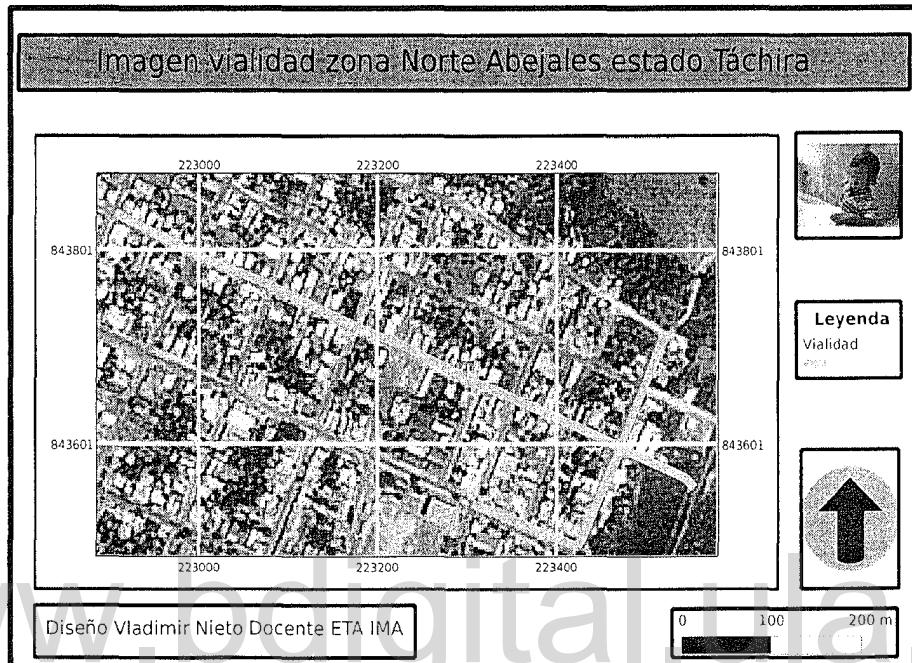 Imagen vialidad zona Norte Abejales estado Táchira
223000 223200 223400
843801 843801
843601 843601
223000 223200 223400
Leyenda
Vialidad
Diseño Vladimir Nieto Docente ETA IMA
0 100 200 m
www.bdigital.ula.